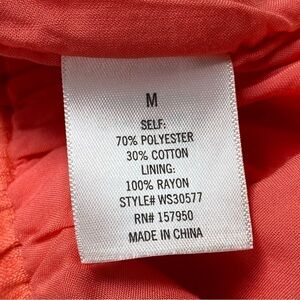 M
SELF:
70% POLYESTER
30% COTTON
LINING:
100% RAYON
STYLE# WS30577
RN# 157950
MADE IN CHINA